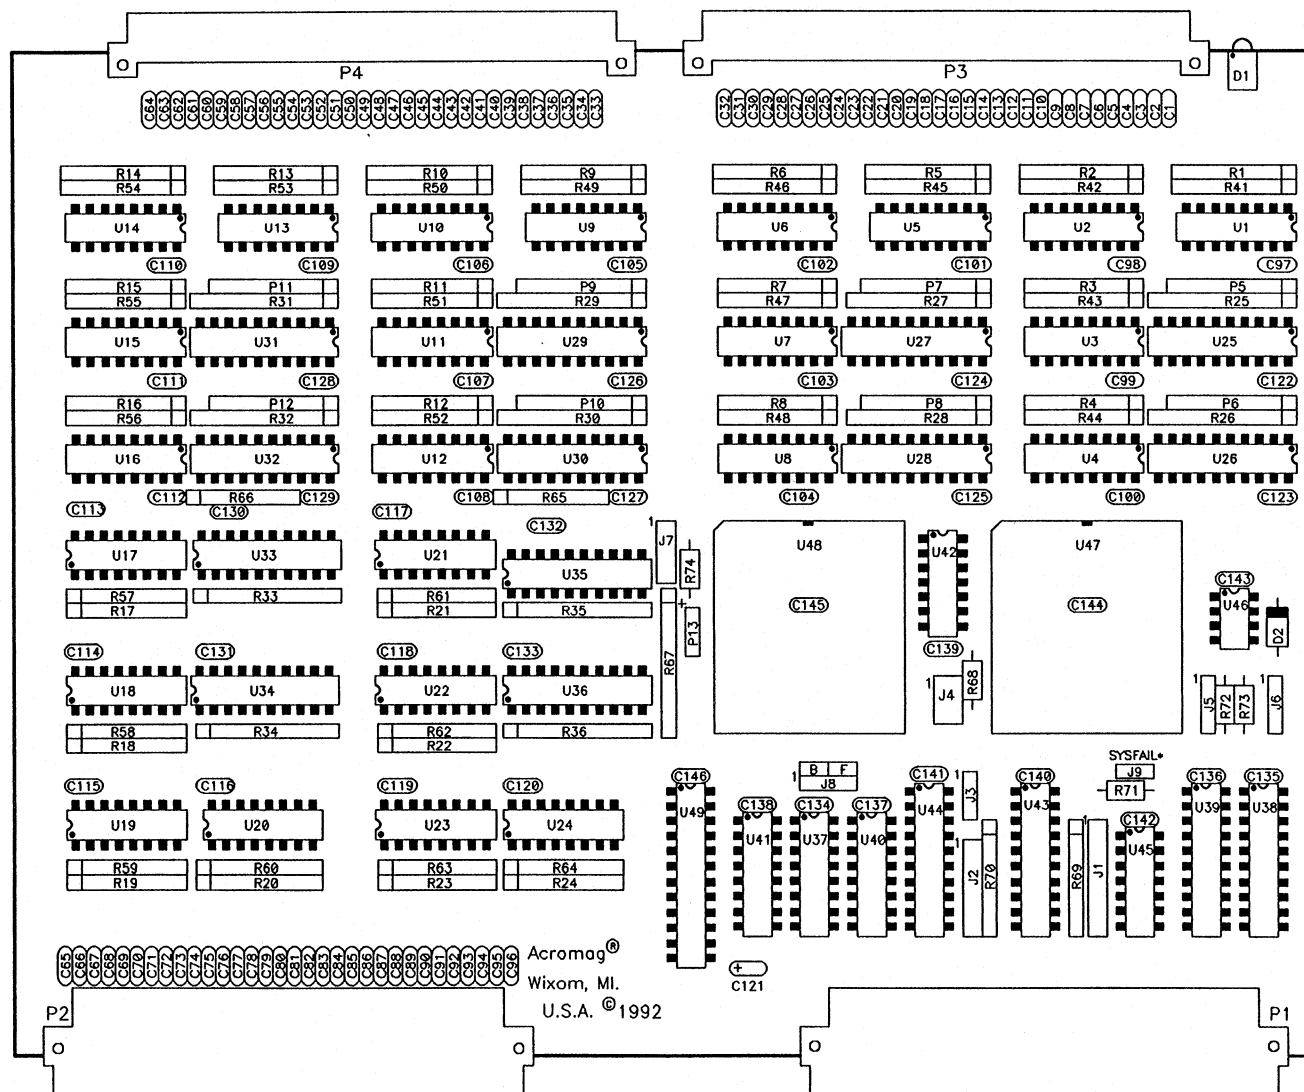 P4 P3 D1
C64 C63 C62 C61 C60 C59 C58 C57 C56 C55 C54 C53 C52 C51 C50 C49 C48 C47 C46 C45 C44 C43 C42 C41 C40 C39 C38 C37 C36 C35 C34 C33 C32 C31 C30 C29 C28 C27 C26 C25 C24 C23 C22 C21 C20 C19 C18 C17 C16 C15 C14 C13 C12 C11 C10 C9 C8 C7 C6 C5 C4 C3 C2 C1
R14 R13 R10 R9 R6 R5 R2 R1
R54 R53 R50 R49 R46 R45 R42 R41
U14 U13 U10 U9 U6 U5 U2 U1
C110 C109 C106 C105 C102 C101 C98 C97
R15 P11 R11 P9 R7 P7 R3 P5
R55 R31 R51 R29 R47 R27 R43 R25
U15 U31 U11 U29 U7 U27 U3 U25
C111 C128 C107 C126 C103 C124 C99 C122
R16 P12 R12 P10 R8 P8 R4 P6
R56 R32 R52 R30 R48 R28 R44 R26
U16 U32 U12 U30 U8 U28 U4 U26
C112 R66 C129 C108 R65 C127 C104 C125 C100 C123
C113 C130 C117 C132
U17 U33 U21 U35 1 J7 R74 U48 U42 U47
R57 R33 R61 C145 C144 C143
R17 R21 R35 + P13 U46 D2
C114 C131 C118 C133 R67 C139
U18 U34 U22 U36 1 J4 R68 1 J5 R72 R73 1 J6
R58 R34 R62 R36
R18 R22
SYSFAIL*
C115 C116 C119 C120 C146 1 B F J8 C141 J3 1 C140 J9 R71 C136 C135
U19 U20 U23 U24 U49 C138 C134 C137 U44 U43 C142 U39 U38
U41 U37 U40 1 J2 R70 R69 1 J1 U45
R59 R60 R63 R64
R19 R20 R23 R24
C65 C66 C67 C68 C69 C70 C71 C72 C73 C74 C75 C76 C77 C78 C79 C80 C81 C82 C83 C84 C85 C86 C87 C88 C89 C90 C91 C92 C93 C94 C95 C96
Acromag®
Wixom, MI.
U.S.A. ©1992
+
C121
P2 P1